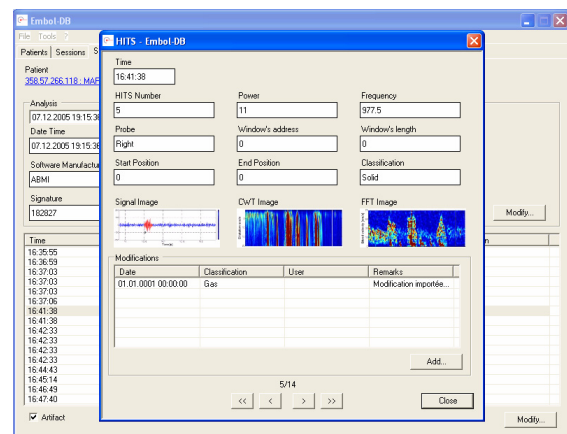 Embol-DB
File Tools ?
Patients Sessions S
Patient
358.57.266.118 : MAF
Analysis
07.12.2005 19:15:36
Date Time
07.12.2005 19:15:36
Software Manufactu
ABMI
Signature
182827
Modify...
Time
16:35:55
16:36:59
16:37:03
16:37:03
16:37:03
16:37:06
16:41:38
16:41:38
16:42:33
16:42:33
16:42:33
16:42:33
16:44:43
16:45:14
16:46:49
16:47:40
Artifact
Modify...
HITS - Embol-DB
Time
16:41:38
HITS Number Power Frequency
5 11 977.5
Probe Window's address Window's length
Right 0 0
Start Position End Position Classification
0 0 Solid
Signal Image CWT Image FFT Image
Modifications
Date Classification User Remarks
01.01.0001 00:00:00 Gas Modification importée...
Add...
5/14
<< < > >>
Close